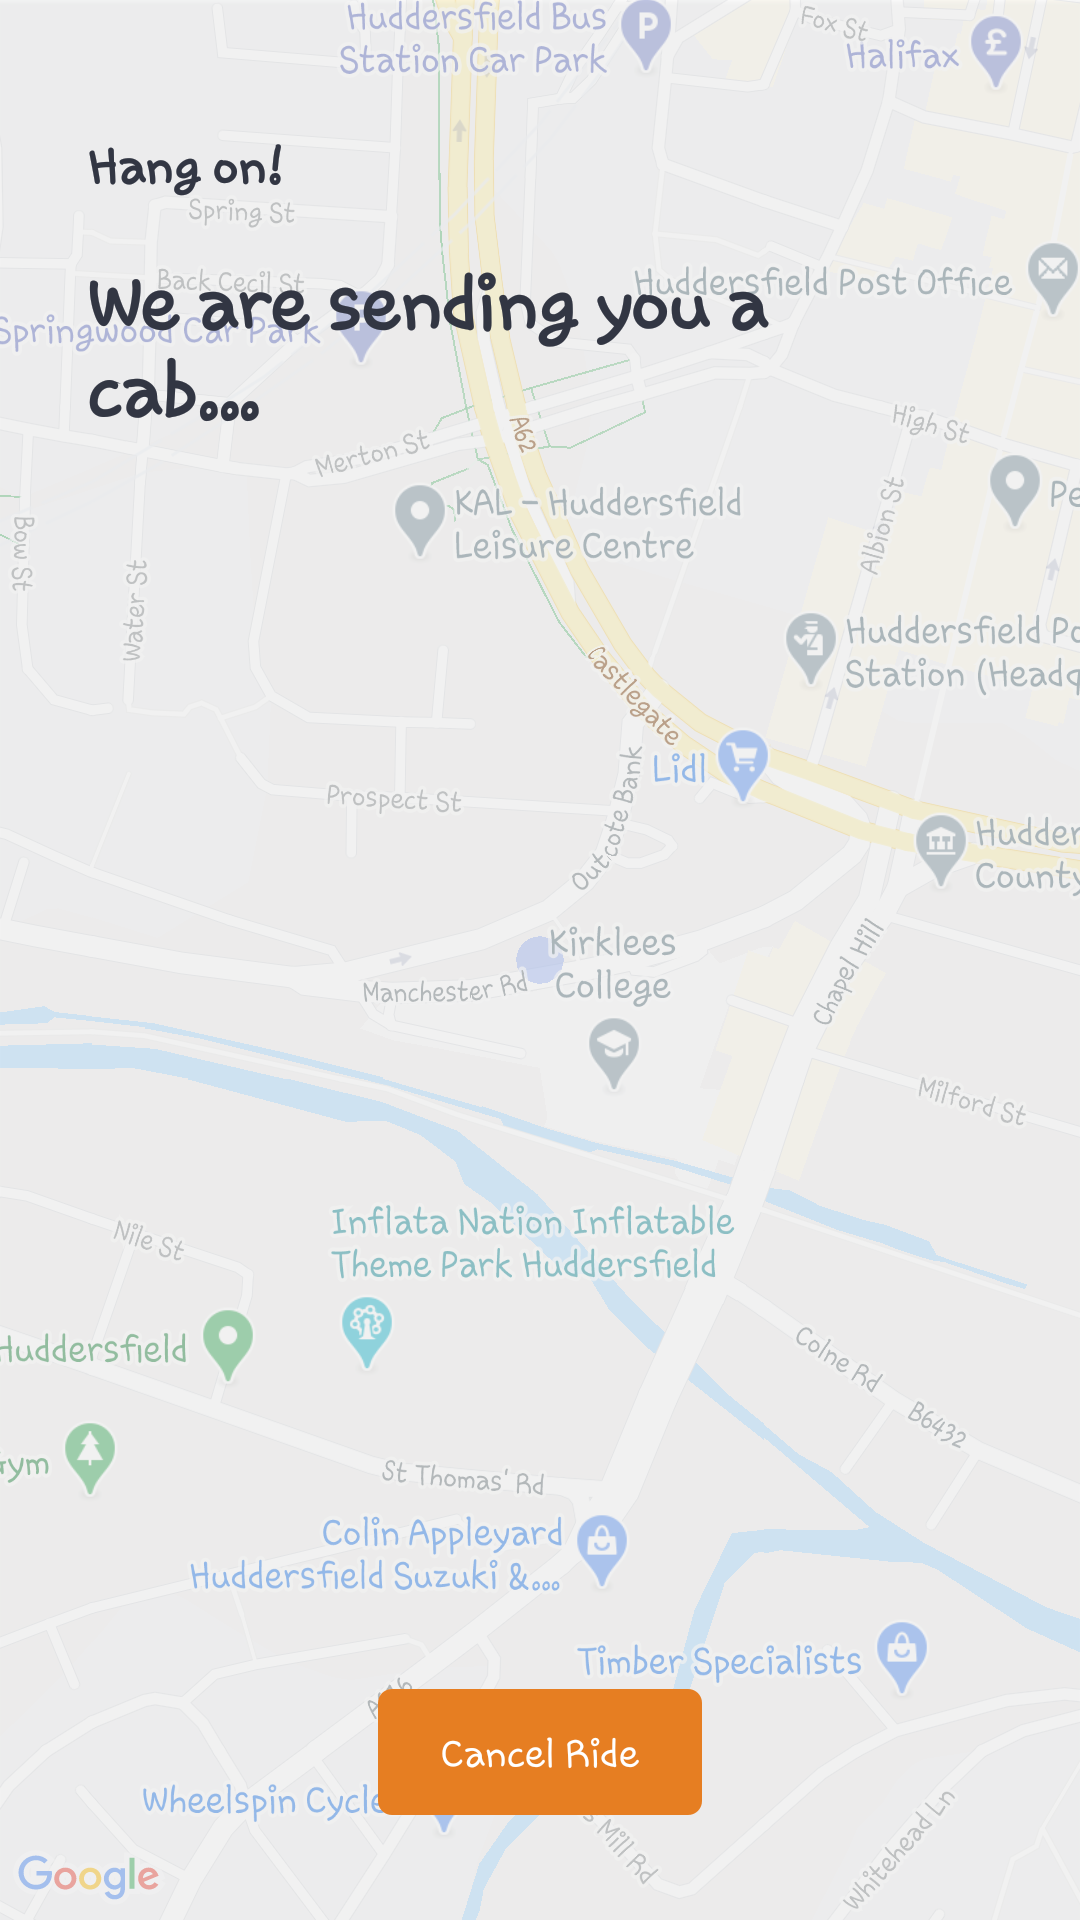 Huddersfield Bus
Station Car Park
Fox St
Halifax
Hang on!
Spring St
Back Cecil St
Huddersfield Post Office
We are sending you a
cab...
Springwood Car Park
High St
A62
Merton St
KAL - Huddersfield
Leisure Centre
Pe
Albion St
Bow St
Water St
Huddersfield Po
Station (Headq
Castlegate
Lidl
Prospect St
Outcote Bank
Hudder
County
Kirklees
College
Manchester Rd
Chapel Hill
Milford St
Inflata Nation Inflatable
Theme Park Huddersfield
Nile St
Huddersfield
Colne Rd
B6432
Gym
St Thomas' Rd
Colin Appleyard
Huddersfield Suzuki &...
Timber Specialists
Cancel Ride
Wheelspin Cycle
s Mill Rd
Whitehead Ln
Google